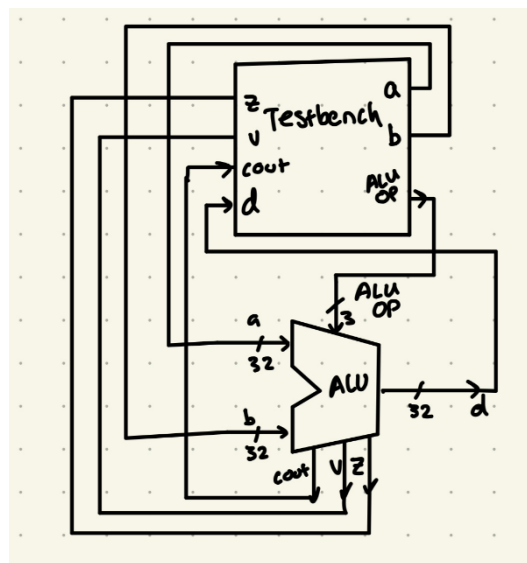 z
Testbench
a
v
b
cout
ALU
OP
d
ALU
OP
3
a
32
ALU
32
d
b
32
cout
V
Z